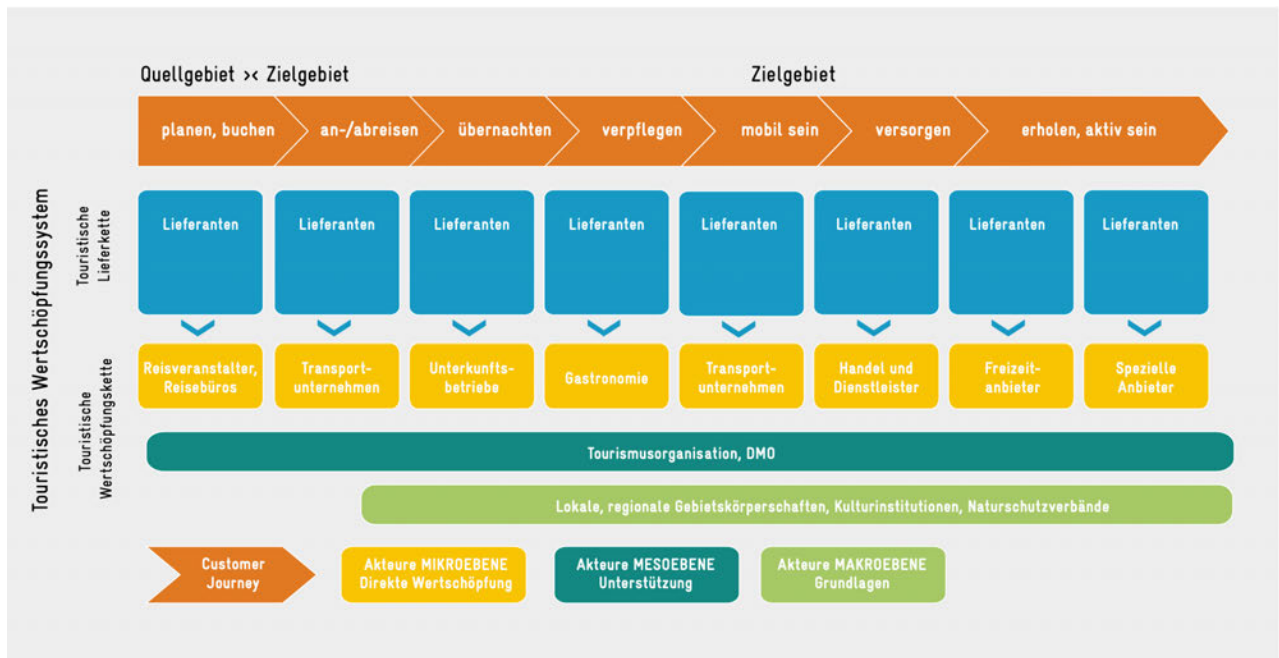 Quellgebiet >< Zielgebiet
Zielgebiet
planen, buchen
an-/abreisen
übernachten
verpflegen
mobil sein
versorgen
erholen, aktiv sein
Touristisches Wertschöpfungssystem
Touristische
Lieferkette
Lieferanten
Lieferanten
Lieferanten
Lieferanten
Lieferanten
Lieferanten
Lieferanten
Lieferanten
Touristische
Wertschöpfungskette
Reisveranstalter,
Reisebüros
Transport-
unternehmen
Unterkunfts-
betriebe
Gastronomie
Transport-
unternehmen
Handel und
Dienstleister
Freizeit-
anbieter
Spezielle
Anbieter
Tourismusorganisation, DMO
Lokale, regionale Gebietskörperschaften, Kulturinstitutionen, Naturschutzverbände
Customer
Journey
Akteure MIKROEBENE
Direkte Wertschöpfung
Akteure MESOEBENE
Unterstützung
Akteure MAKROEBENE
Grundlagen